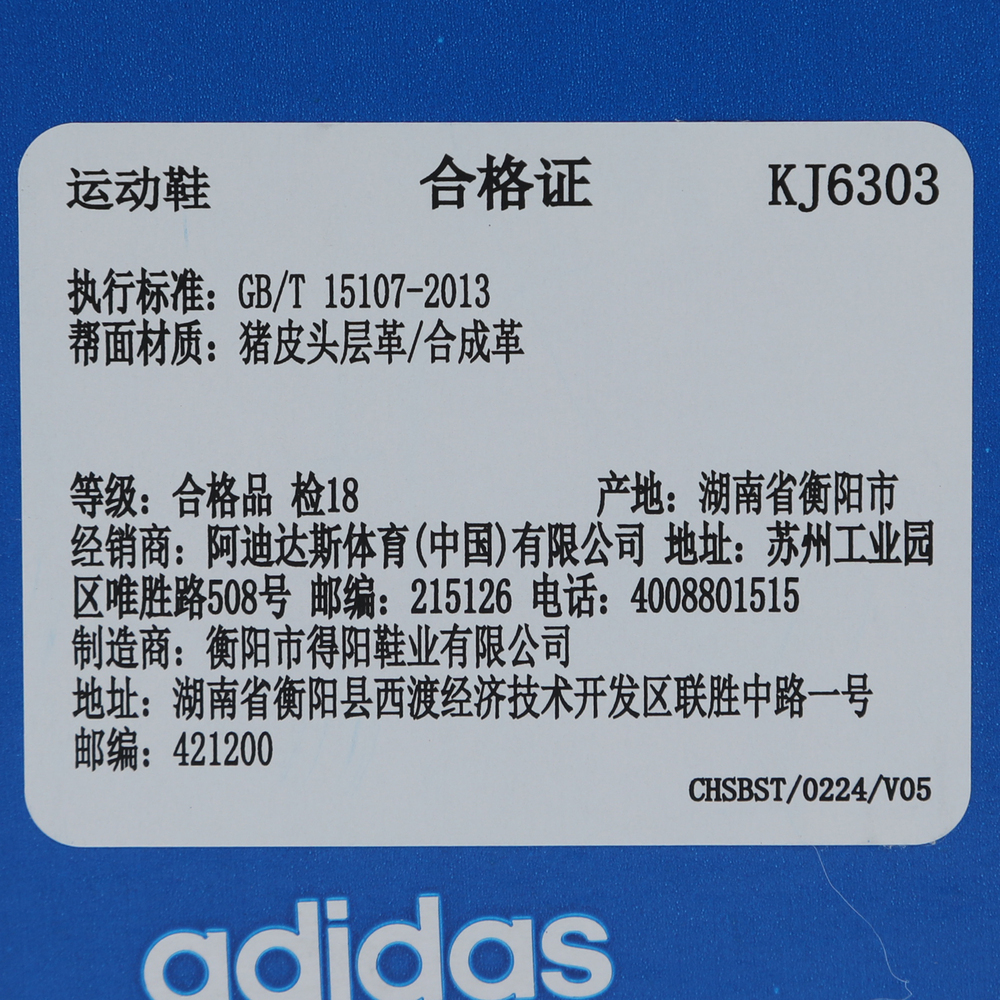 运动鞋 合格证 KJ6303
执行标准：GB/T 15107-2013
帮面材质：猪皮头层革/合成革
等级：合格品 检18 产地：湖南省衡阳市
经销商：阿迪达斯体育(中国)有限公司 地址：苏州工业园
区唯胜路508号 邮编：215126 电话：4008801515
制造商：衡阳市得阳鞋业有限公司
地址：湖南省衡阳县西渡经济技术开发区联胜中路一号
邮编：421200
CHSBST/0224/V05
adidas